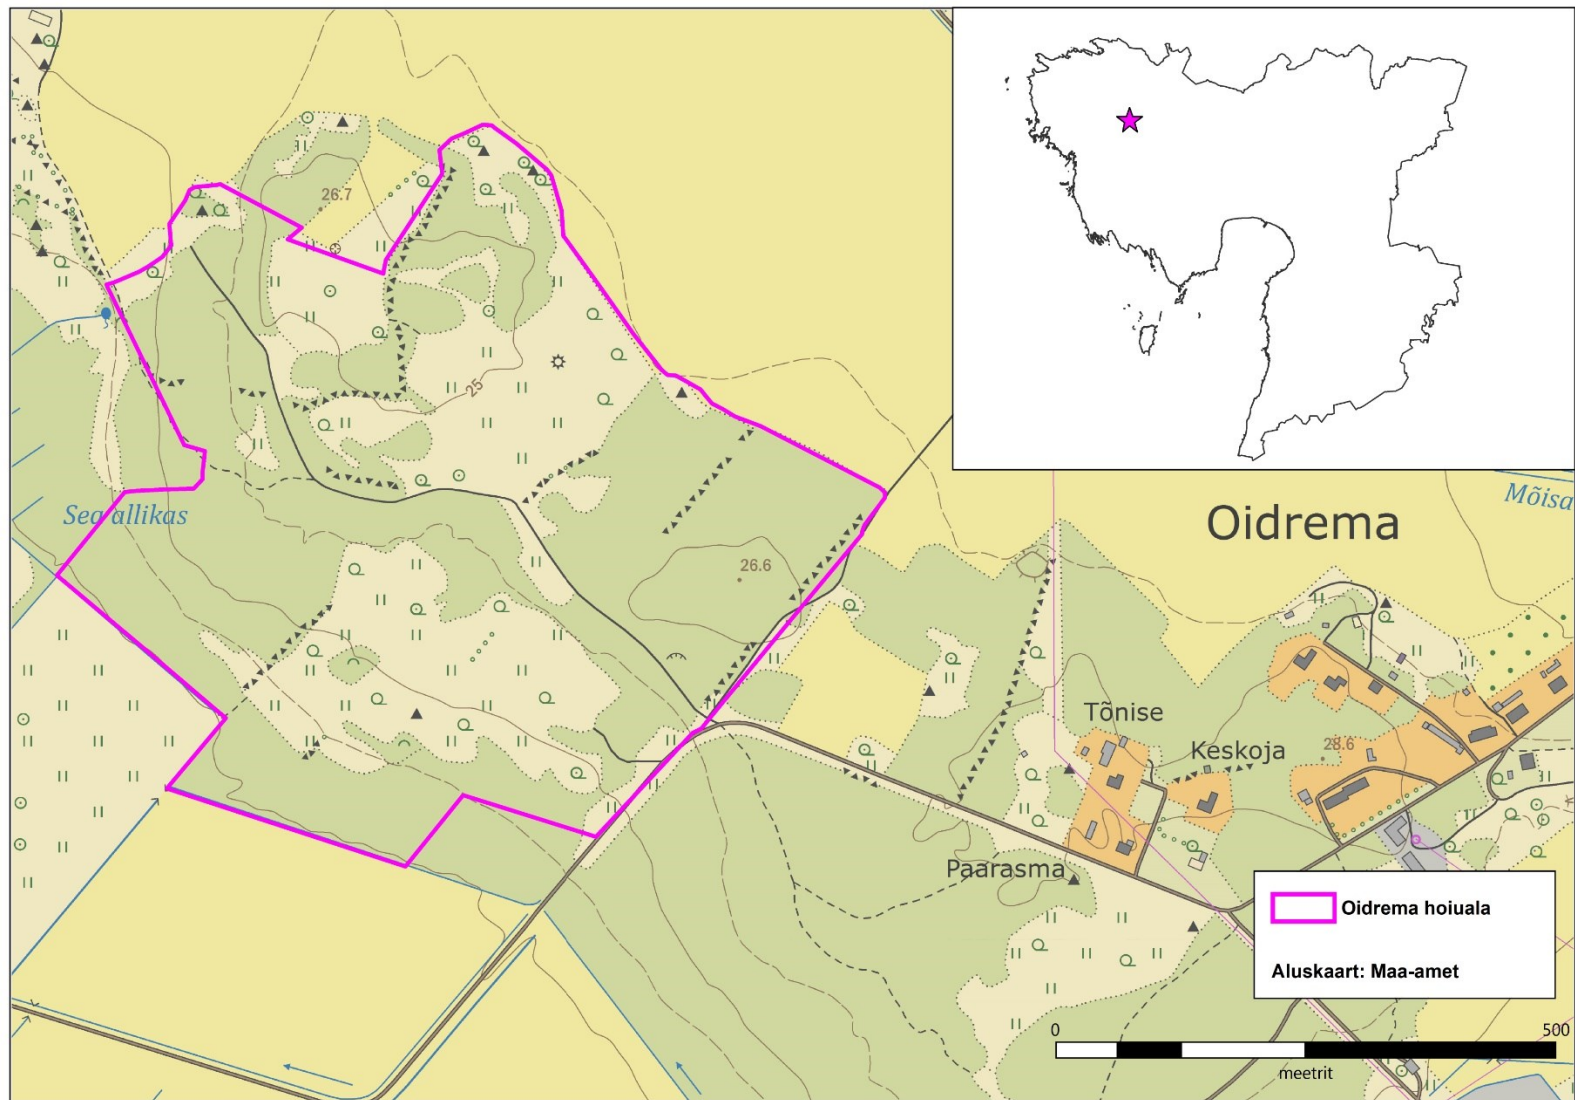 26.7
25
Sea allikas
26.6
Mõisa
Oidrema
Tõnise
Keskoja
28.6
Paarasma
Oidrema hoiuala
Aluskaart: Maa-amet
0 500
meetrit